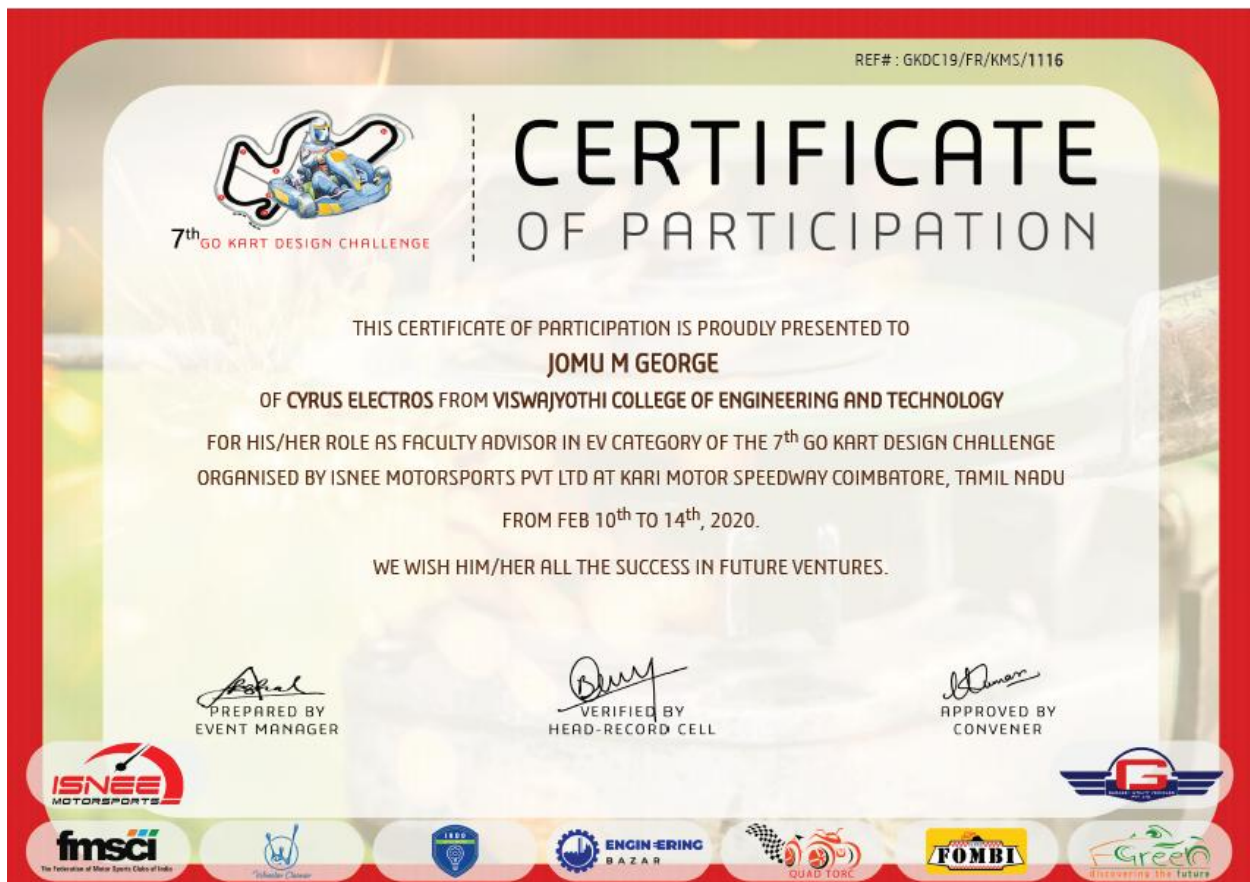 REF# : GKDC19/FR/KMS/1116
CERTIFICATE
OF PARTICIPATION
7th GO KART DESIGN CHALLENGE
THIS CERTIFICATE OF PARTICIPATION IS PROUDLY PRESENTED TO
JOMU M GEORGE
OF CYRUS ELECTROS FROM VISWAJYOTHI COLLEGE OF ENGINEERING AND TECHNOLOGY
FOR HIS/HER ROLE AS FACULTY ADVISOR IN EV CATEGORY OF THE 7th GO KART DESIGN CHALLENGE
ORGANISED BY ISNEE MOTORSPORTS PVT LTD AT KARI MOTOR SPEEDWAY COIMBATORE, TAMIL NADU
FROM FEB 10th TO 14th, 2020.
WE WISH HIM/HER ALL THE SUCCESS IN FUTURE VENTURES.
PREPARED BY
EVENT MANAGER
VERIFIED BY
HEAD-RECORD CELL
APPROVED BY
CONVENER
ISNEE
MOTORSPORTS
G
fmsci
The Federation of Motor Sports Clubs of India
ENGINEERING
BAZAR
QUAD TORC
FOMBI
Green
discovering the future